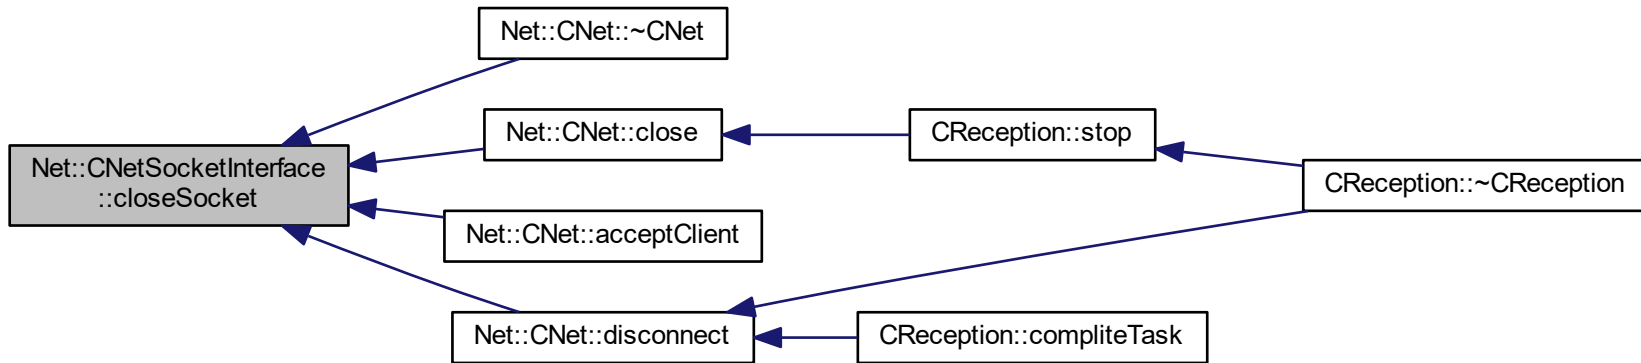 Net::CNet::~CNet
Net::CNet::close
CReception::stop
Net::CNetSocketInterface
::closeSocket
CReception::~CReception
Net::CNet::acceptClient
Net::CNet::disconnect
CReception::compliteTask